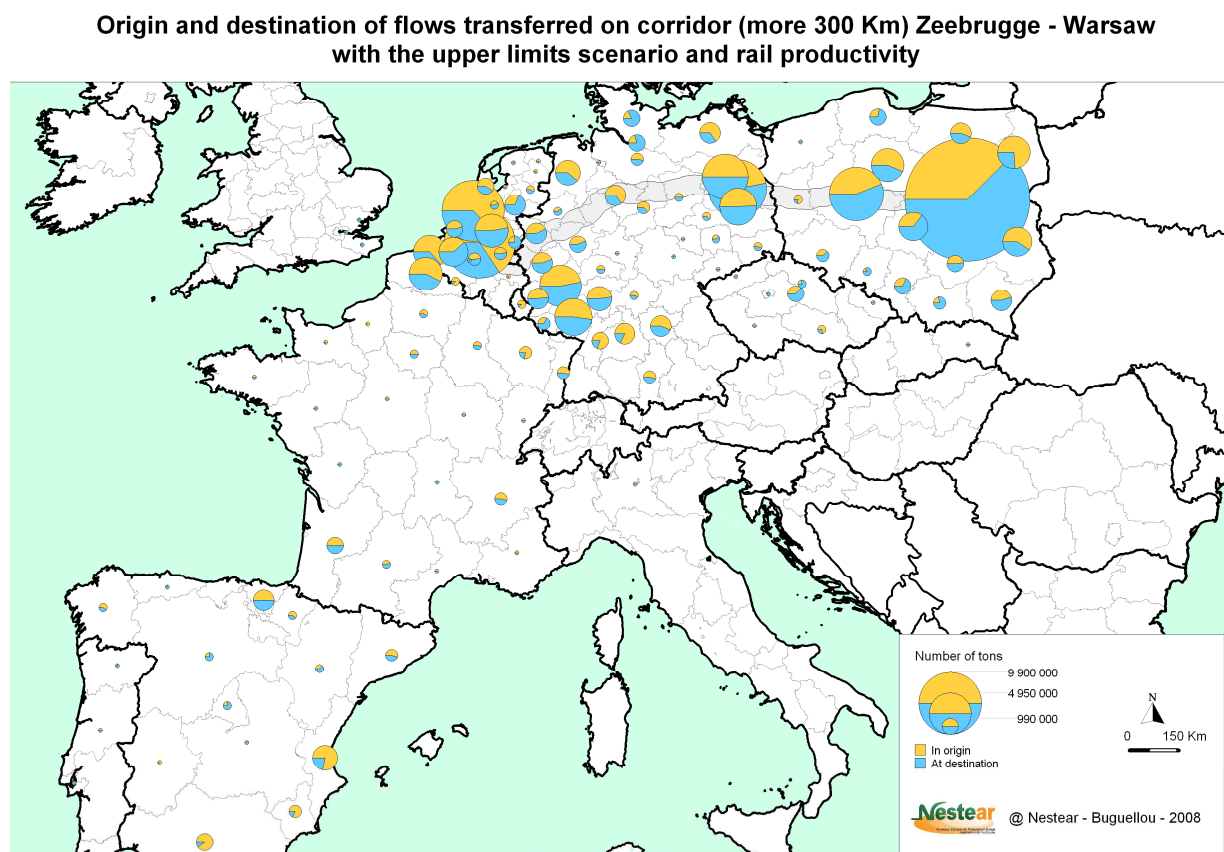 Origin and destination of flows transferred on corridor (more 300 Km) Zeebrugge - Warsaw
with the upper limits scenario and rail productivity
Number of tons
9 900 000
4 950 000
990 000
In origin
At destination
N
0 150 Km
Nestear
@ Nestear - Buguellou - 2008